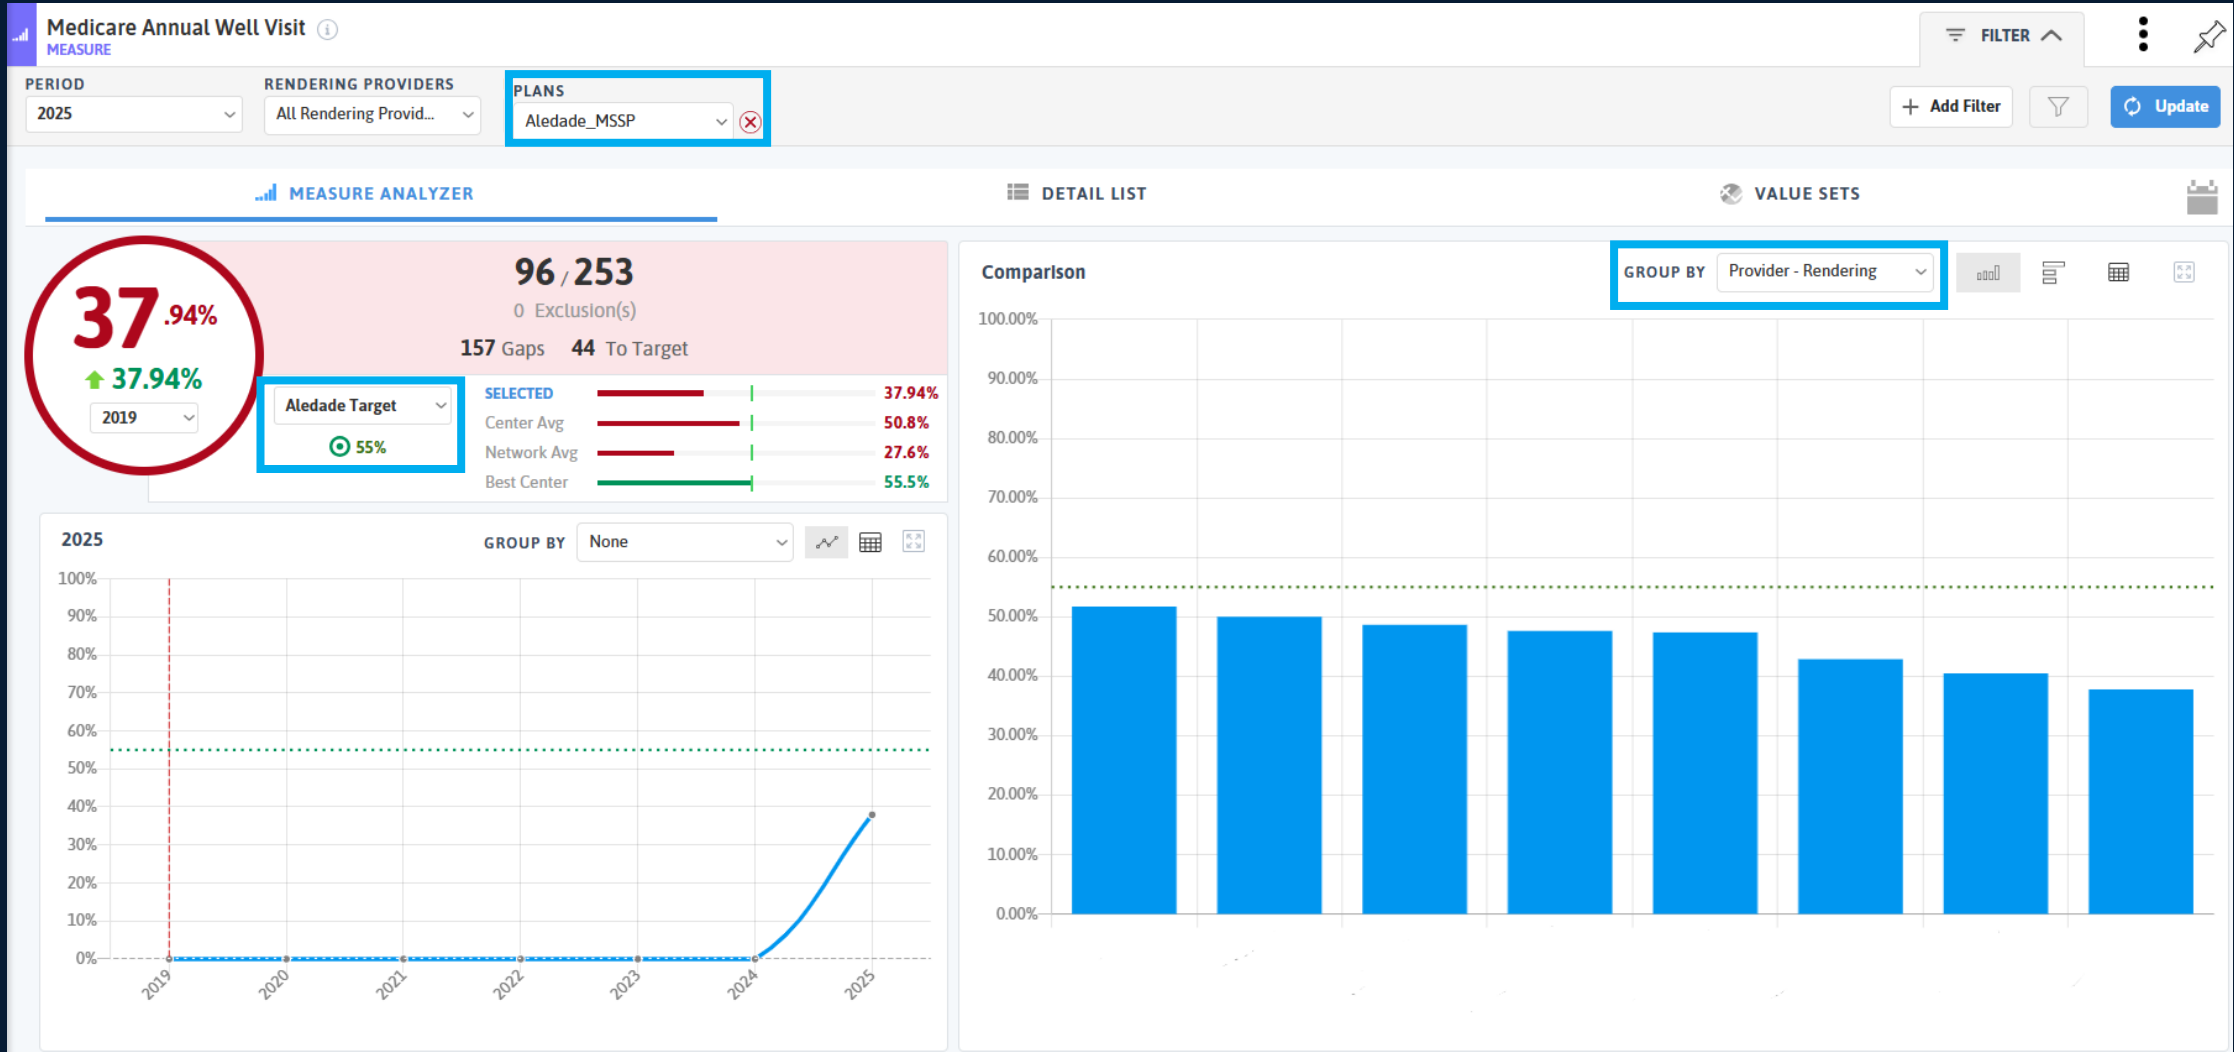 Medicare Annual Well Visit
MEASURE
FILTER
PERIOD
2025
RENDERING PROVIDERS
All Rendering Provid...
PLANS
Aledade_MSSP
Add Filter
Update
MEASURE ANALYZER
DETAIL LIST
VALUE SETS
37.94%
37.94%
2019
96 / 253
0 Exclusion(s)
157 Gaps 44 To Target
Aledade Target
55%
SELECTED 37.94%
Center Avg 50.8%
Network Avg 27.6%
Best Center 55.5%
2025
GROUP BY None
100%
90%
80%
70%
60%
50%
40%
30%
20%
10%
0%
2019 2020 2021 2022 2023 2024 2025
Comparison
GROUP BY Provider - Rendering
100.00%
90.00%
80.00%
70.00%
60.00%
50.00%
40.00%
30.00%
20.00%
10.00%
0.00%